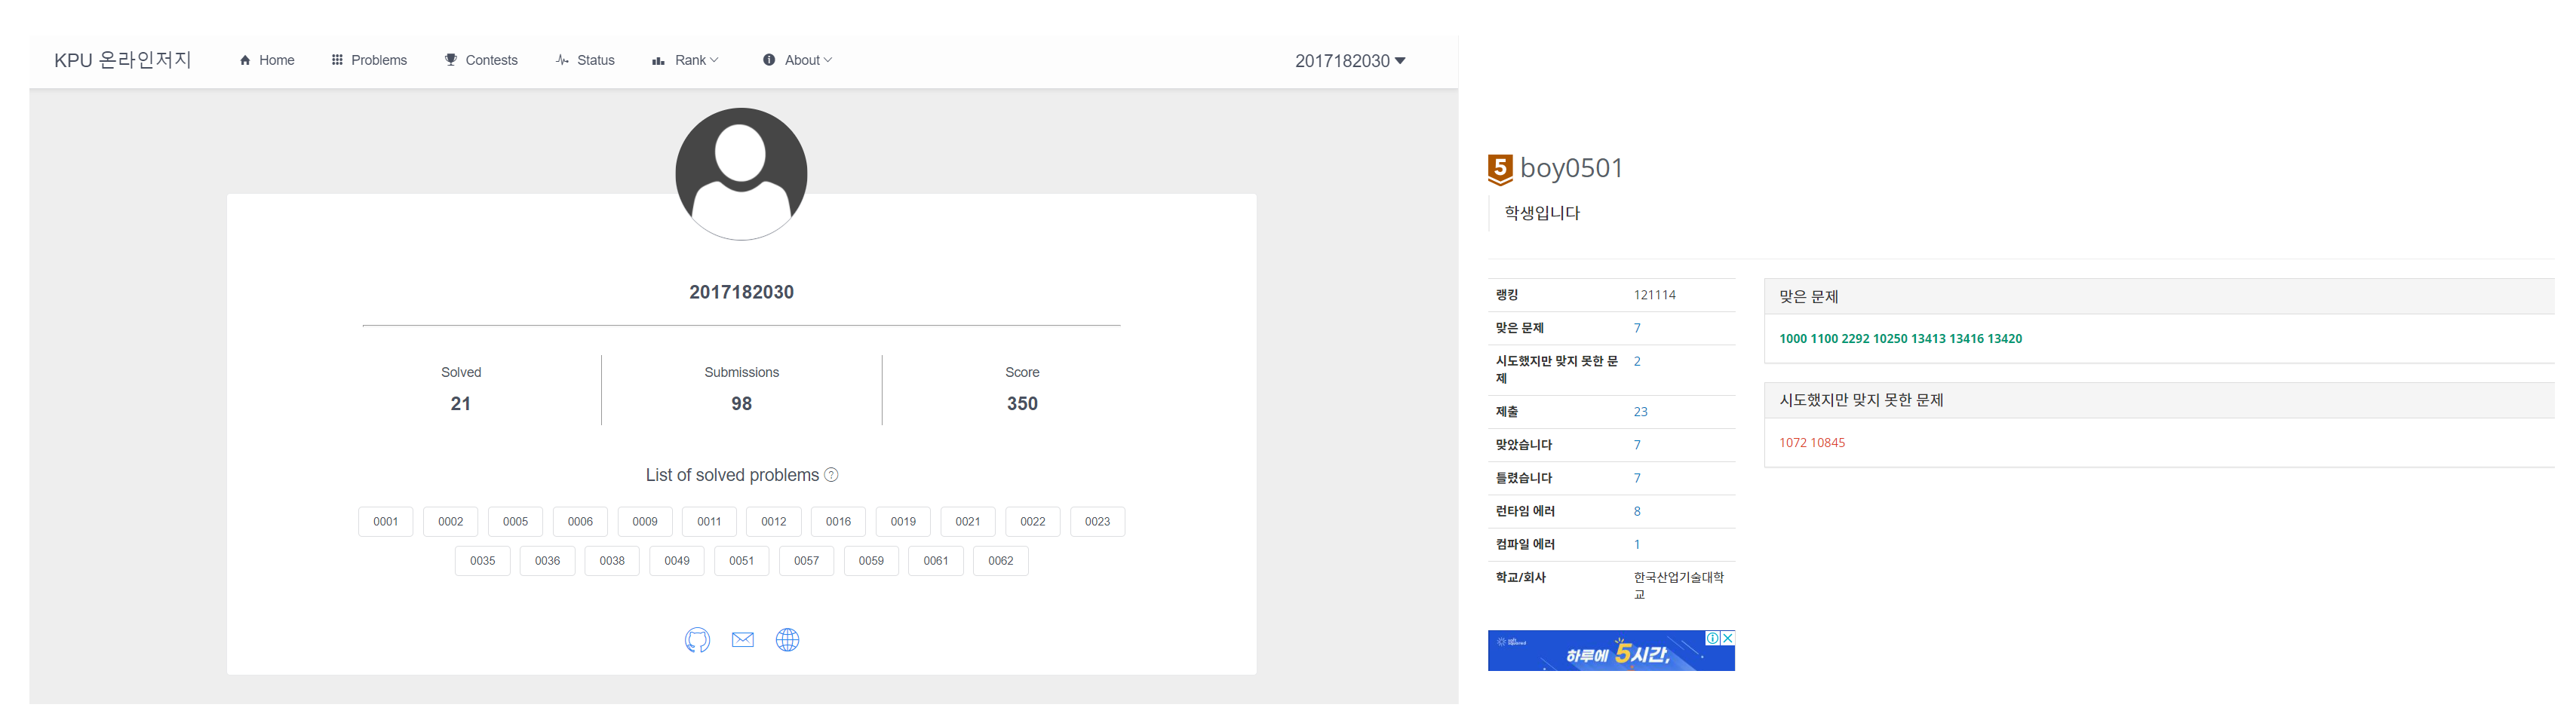 KPU 온라인저지 Home Problems Contests Status Rank About 2017182030
2017182030
Solved Submissions Score
21 98 350
List of solved problems ?
0001 0002 0005 0006 0009 0011 0012 0016 0019 0021 0022 0023
0035 0036 0038 0049 0051 0057 0059 0061 0062
5 boy0501
학생입니다
랭킹 121114
맞은 문제 7
시도했지만 맞지 못한 문
제 2
제출 23
맞았습니다 7
틀렸습니다 7
런타임 에러 8
컴파일 에러 1
학교/회사 한국산업기술대학
교
하루에 5시간,
맞은 문제
1000 1100 2292 10250 13413 13416 13420
시도했지만 맞지 못한 문제
1072 10845